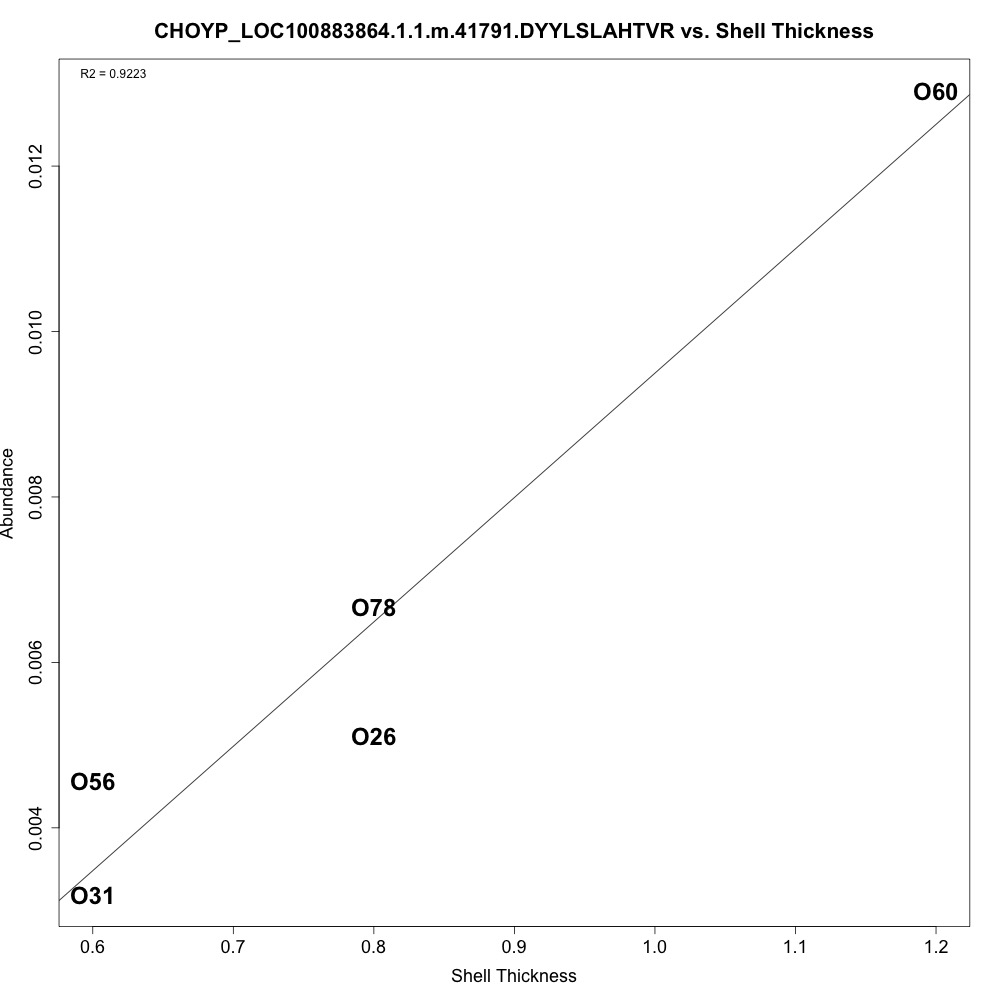 CHOYP_LOC100883864.1.1.m.41791.DYYLSLAHTVR vs. Shell Thickness
R2 = 0.9223
O60
0.012
0.010
Abundance
0.008
O78
0.006
O26
O56
0.004
O31
0.6 0.7 0.8 0.9 1.0 1.1 1.2
Shell Thickness